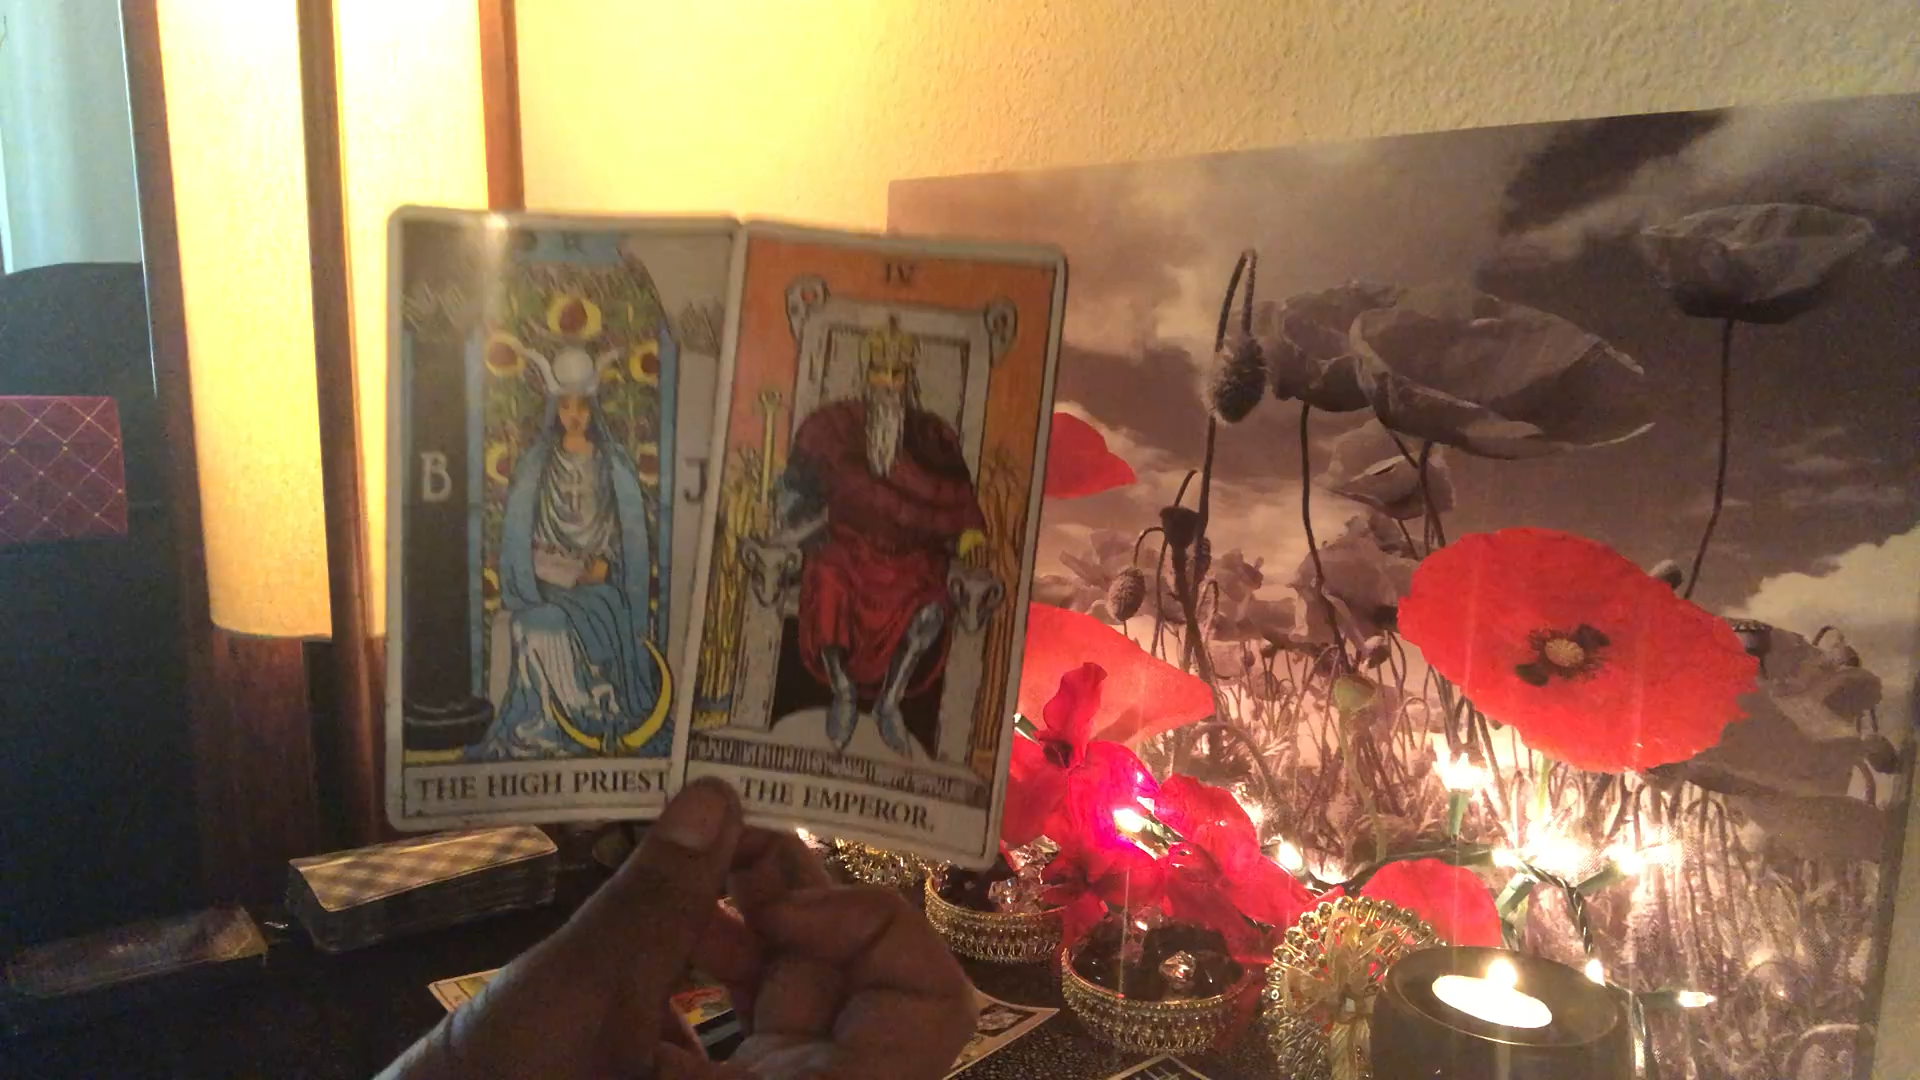 IV
B
J
THE HIGH PRIEST
THE EMPEROR.